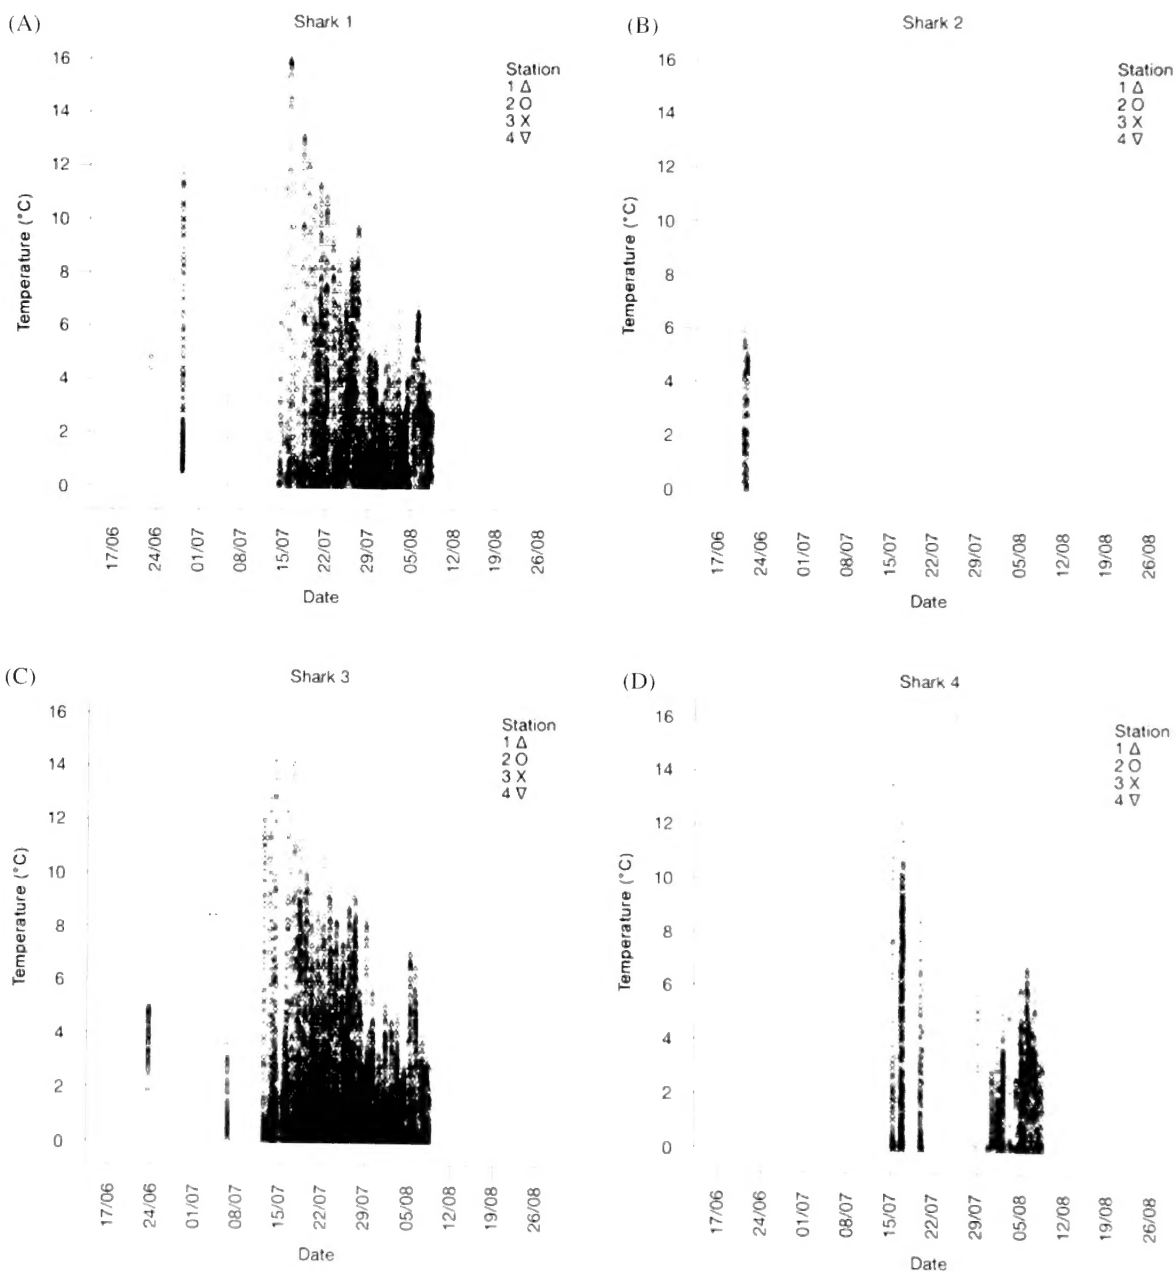 (A)
Shark 1
Station
1 Δ
2 O
3 X
4 ∇
Temperature (°C)
16
14
12
10
8
6
4
2
0
17/06
24/06
01/07
08/07
15/07
22/07
29/07
05/08
12/08
19/08
26/08
Date
(B)
Shark 2
Station
1 Δ
2 O
3 X
4 ∇
Temperature (°C)
16
14
12
10
8
6
4
2
0
17/06
24/06
01/07
08/07
15/07
22/07
29/07
05/08
12/08
19/08
26/08
Date
(C)
Shark 3
Station
1 Δ
2 O
3 X
4 ∇
Temperature (°C)
16
14
12
10
8
6
4
2
0
17/06
24/06
01/07
08/07
15/07
22/07
29/07
05/08
12/08
19/08
26/08
Date
(D)
Shark 4
Station
1 Δ
2 O
3 X
4 ∇
Temperature (°C)
16
14
12
10
8
6
4
2
0
17/06
24/06
01/07
08/07
15/07
22/07
29/07
05/08
12/08
19/08
26/08
Date